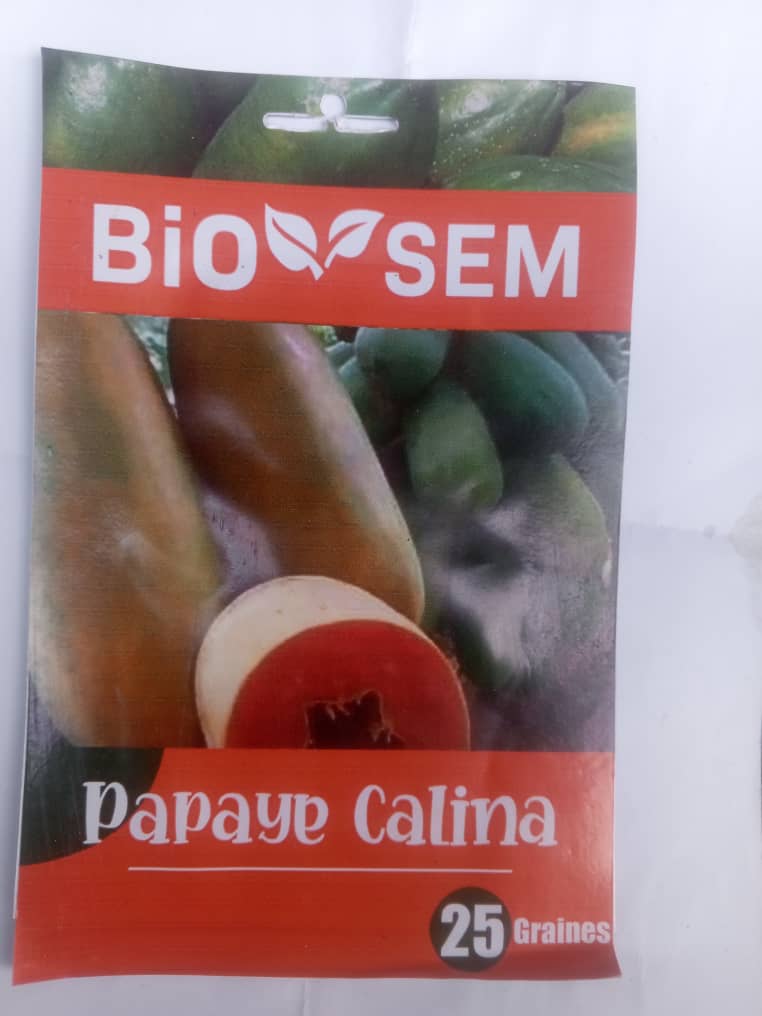 BiO SEM
Papaye Calina
25 Graines